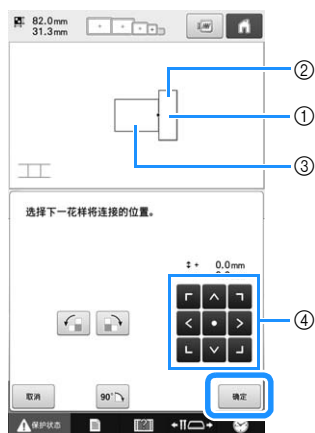 82.0mm
31.3mm
②
①
③
选择下一花样将连接的位置。
+ 0.0mm
④
取消
90°
确定
保护状态